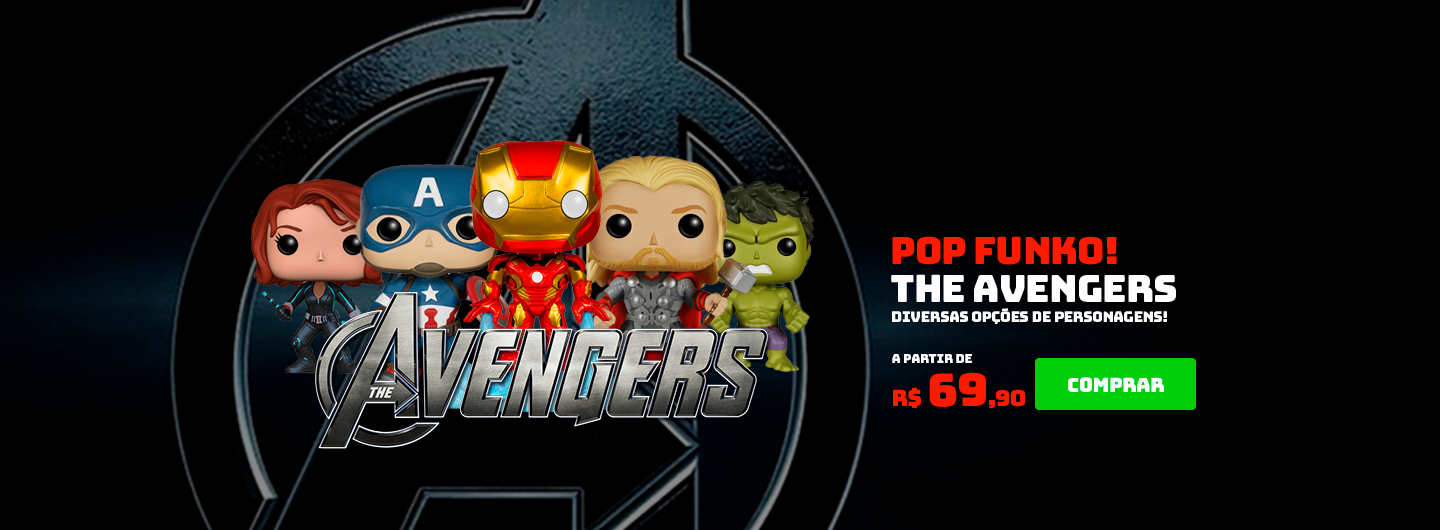 A
THE AVENGERS
POP FUNKO!
THE AVENGERS
DIVERSAS OPÇÕES DE PERSONAGENS!
A PARTIR DE
R$ 69,90
COMPRAR